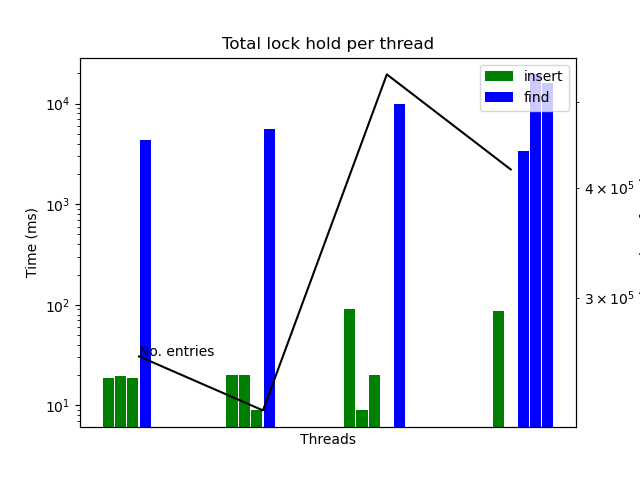 Total lock hold per thread
insert
find
10⁴
10³
10²
10¹
Time (ms)
No. entries
4 × 10⁵
3 × 10⁵
Threads